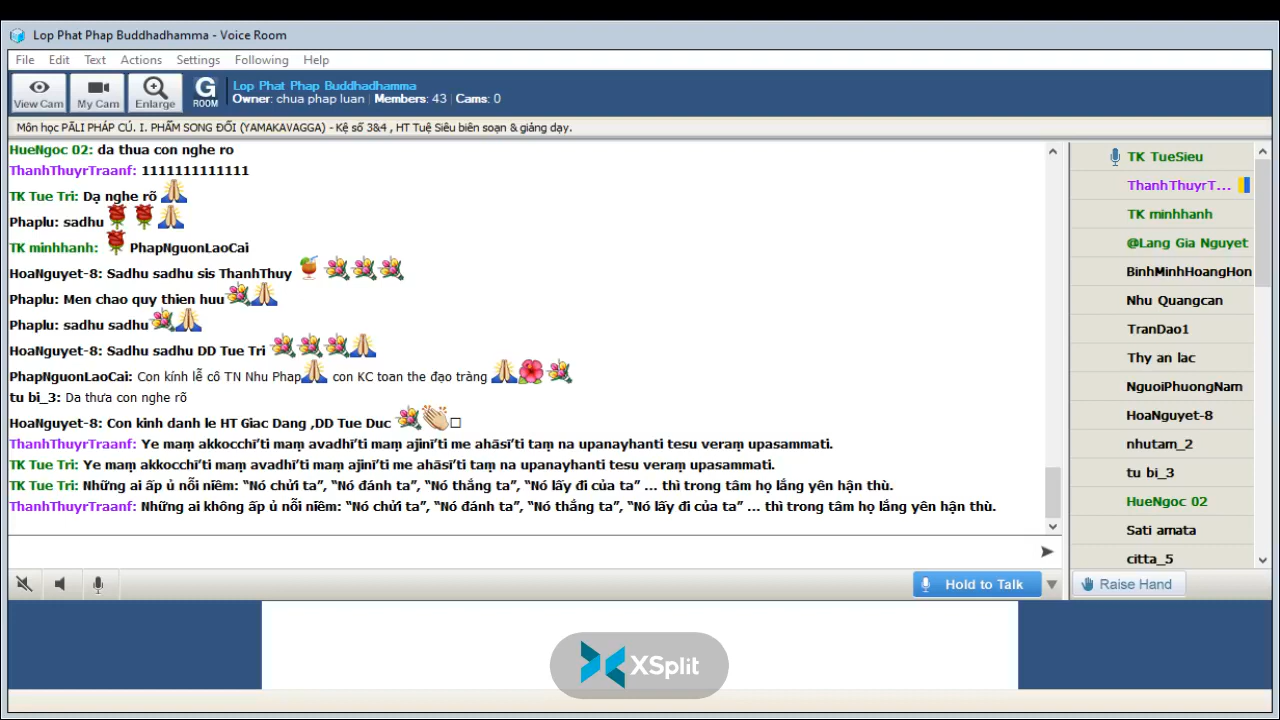 Lop Phat Phap Buddhadhamma - Voice Room
File Edit Text Actions Settings Following Help
View Cam My Cam Enlarge G ROOM
Lop Phat Phap Buddhadhamma
Owner: chua phap luan | Members: 43 | Cams: 0
Môn học PĀLI PHÁP CÚ. I. PHẨM SONG ĐỐI (YAMAKAVAGGA) - Kệ số 3&4 , HT Tuệ Siêu biên soạn & giảng dạy.
HueNgoc 02: da thua con nghe ro
ThanhThuyrTraanf: 1111111111111
TK Tue Tri: Dạ nghe rõ
Phaplu: sadhu
TK minhhanh: PhapNguonLaoCai
HoaNguyet-8: Sadhu sadhu sis ThanhThuy
Phaplu: Men chao quy thien huu
Phaplu: sadhu sadhu
HoaNguyet-8: Sadhu sadhu DD Tue Tri
PhapNguonLaoCai: Con kính lễ cô TN Nhu Phap con KC toan the đạo tràng
tu bi_3: Da thưa con nghe rõ
HoaNguyet-8: Con kinh danh le HT Giac Dang ,DD Tue Duc
ThanhThuyrTraanf: Ye maṃ akkocchi’ti maṃ avadhi’ti maṃ ajini’ti me ahāsi’ti taṃ na upanayhanti tesu veraṃ upasammati.
TK Tue Tri: Ye maṃ akkocchi’ti maṃ avadhi’ti maṃ ajini’ti me ahāsi’ti taṃ na upanayhanti tesu veraṃ upasammati.
TK Tue Tri: Những ai ấp ủ nỗi niềm: “Nó chửi ta”, “Nó đánh ta”, “Nó thắng ta”, “Nó lấy đi của ta” ... thì trong tâm họ lắng yên hận thù.
ThanhThuyrTraanf: Những ai không ấp ủ nỗi niềm: “Nó chửi ta”, “Nó đánh ta”, “Nó thắng ta”, “Nó lấy đi của ta” ... thì trong tâm họ lắng yên hận thù.
TK TueSieu
ThanhThuyrT...
TK minhhanh
@Lang Gia Nguyet
BinhMinhHoangHon
Nhu Quangcan
TranDao1
Thy an lac
NguoiPhuongNam
HoaNguyet-8
nhutam_2
tu bi_3
HueNgoc 02
Sati amata
citta_5
Hold to Talk
Raise Hand
XSplit